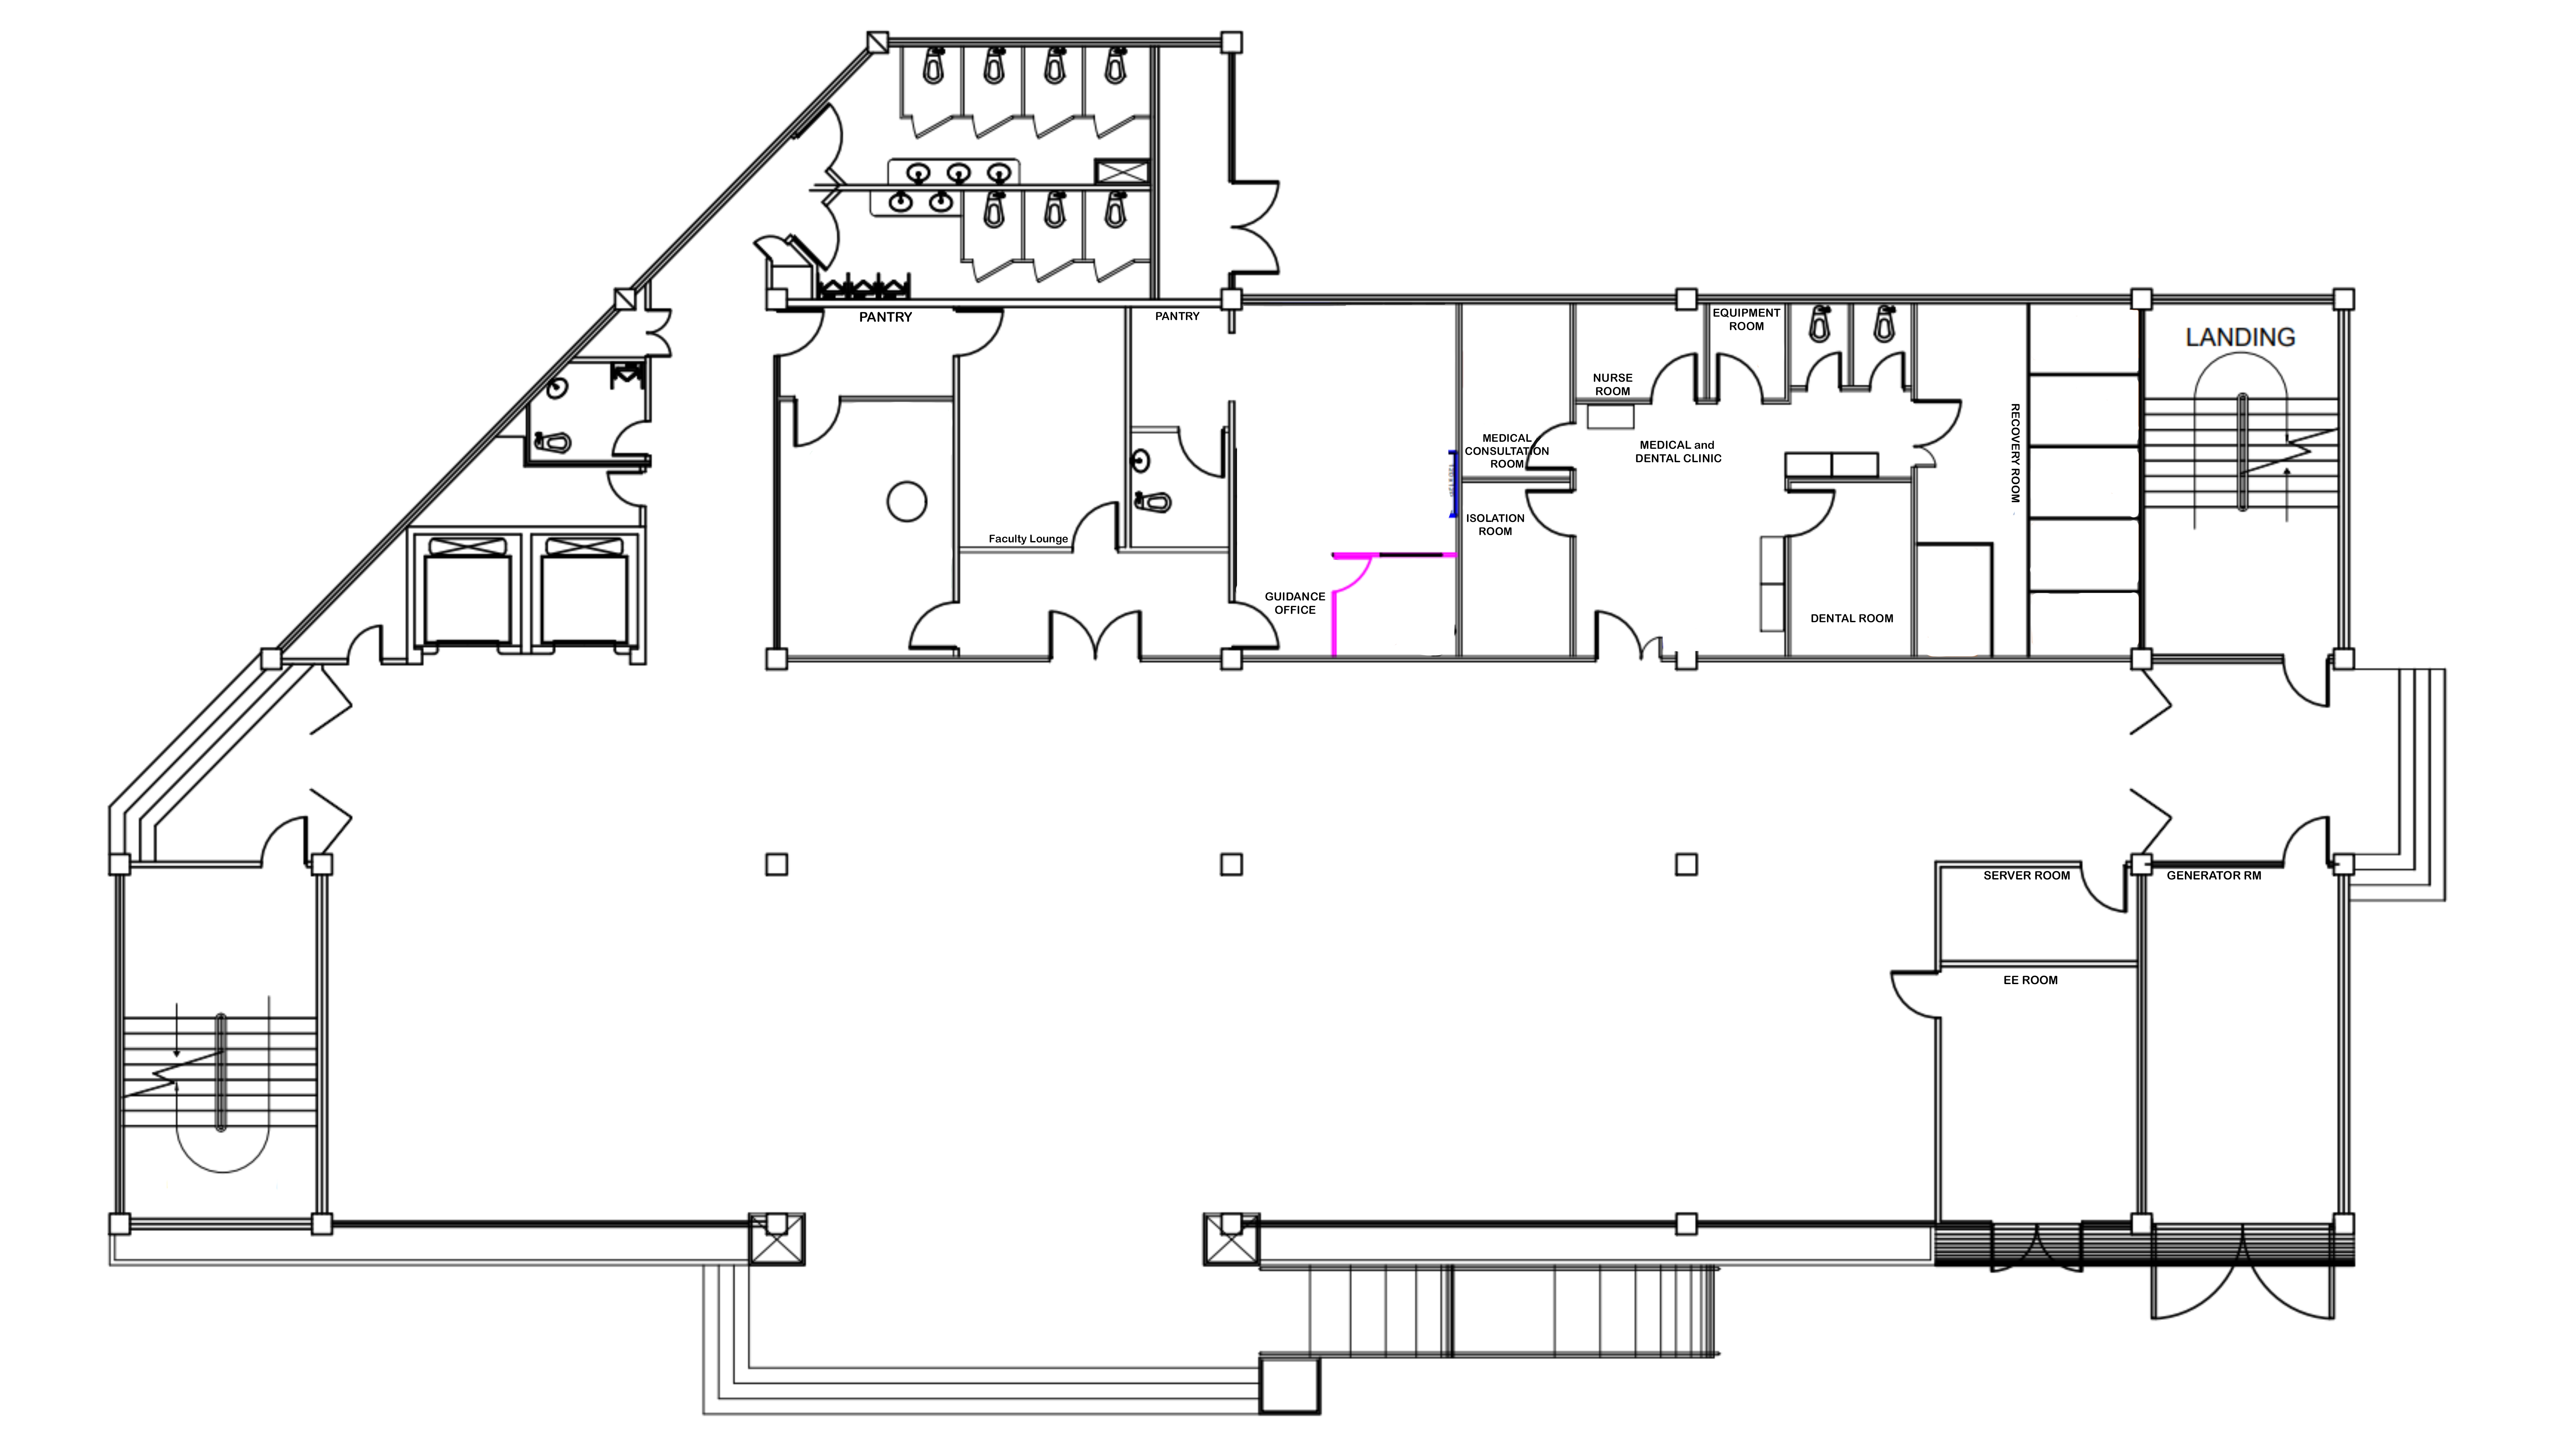 PANTRY
PANTRY
EQUIPMENT
ROOM
LANDING
NURSE
ROOM
RECOVERY ROOM
MEDICAL
CONSULTATION
ROOM
MEDICAL and
DENTAL CLINIC
ISOLATION
ROOM
Faculty Lounge
GUIDANCE
OFFICE
DENTAL ROOM
SERVER ROOM
GENERATOR RM
EE ROOM